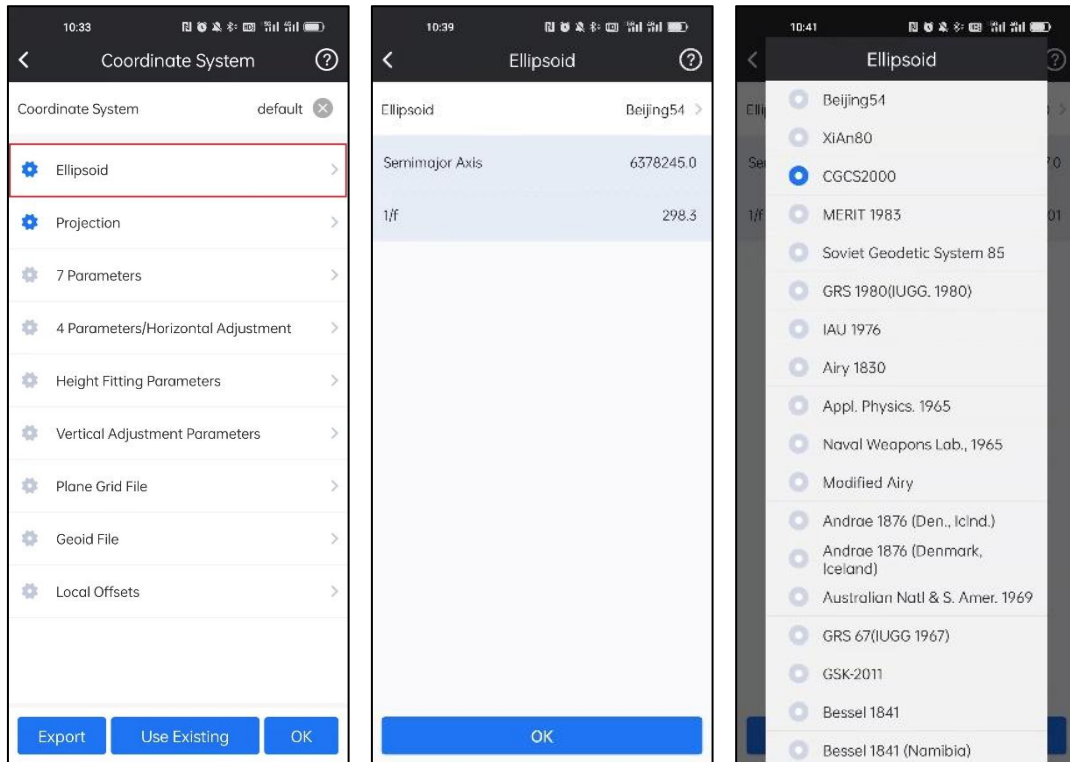 10:33
Coordinate System
Coordinate System default
Ellipsoid
Projection
7 Parameters
4 Parameters/Horizontal Adjustment
Height Fitting Parameters
Vertical Adjustment Parameters
Plane Grid File
Geoid File
Local Offsets
Export Use Existing OK
10:39
Ellipsoid
Ellipsoid Beijing54
Semimajor Axis 6378245.0
1/f 298.3
OK
10:41
Ellipsoid
Beijing54
XiAn80
CGCS2000
MERIT 1983
Soviet Geodetic System 85
GRS 1980(IUGG, 1980)
IAU 1976
Airy 1830
Appl. Physics. 1965
Naval Weapons Lab., 1965
Modified Airy
Andrae 1876 (Den., Iclnd.)
Andrae 1876 (Denmark,
Iceland)
Australian Natl & S. Amer. 1969
GRS 67(IUGG 1967)
GSK-2011
Bessel 1841
Bessel 1841 (Namibia)